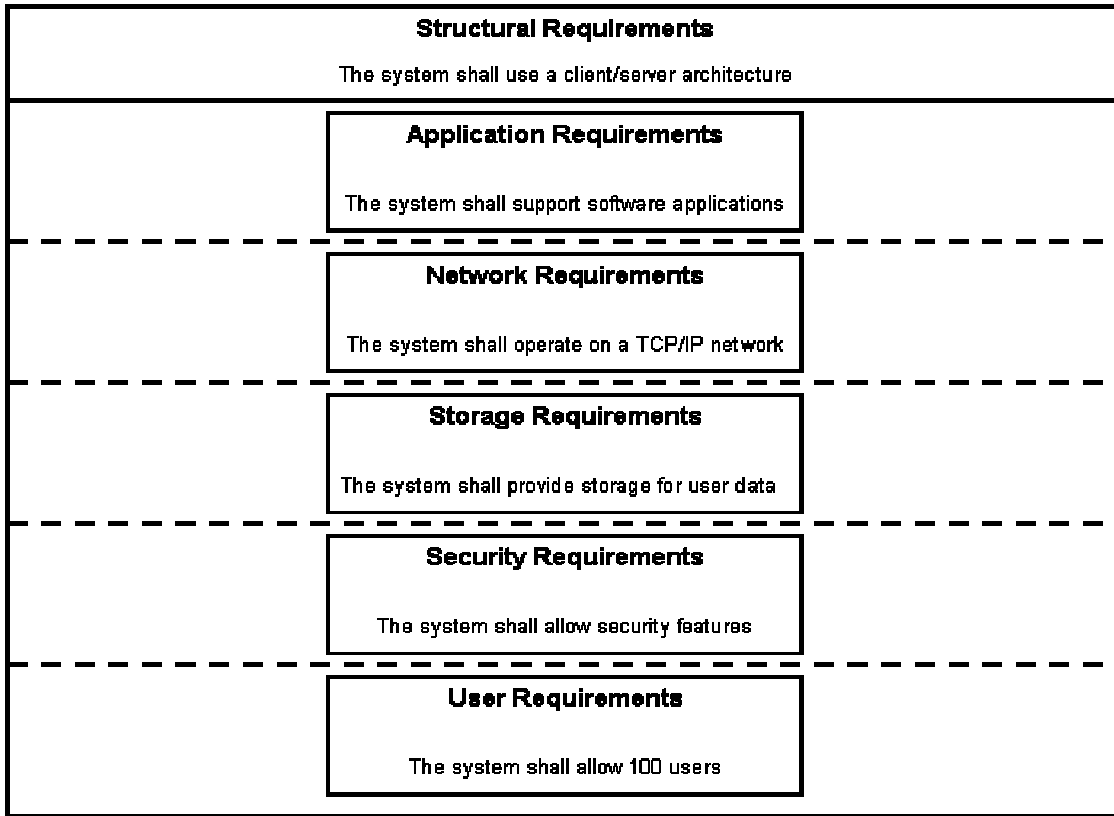 Structural Requirements
The system shall use a client/server architecture
Application Requirements
The system shall support software applications
Network Requirements
The system shall operate on a TCP/IP network
Storage Requirements
The system shall provide storage for user data
Security Requirements
The system shall allow security features
User Requirements
The system shall allow 100 users